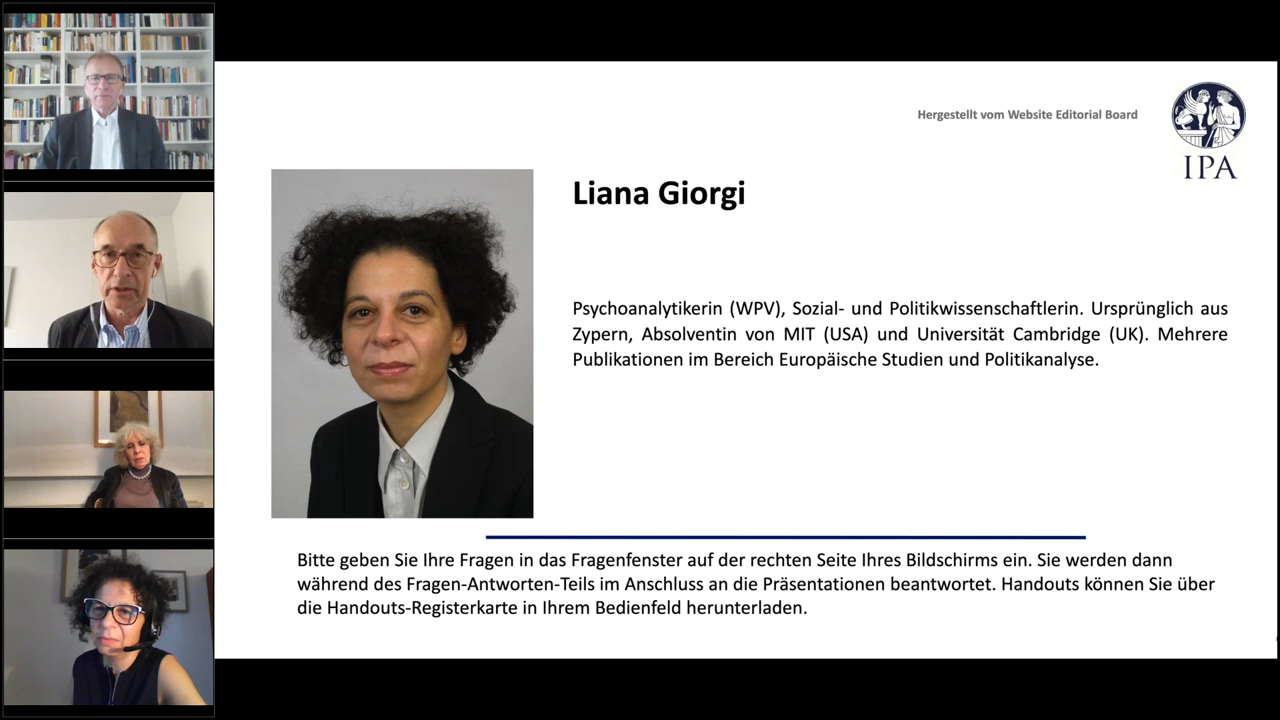 Hergestellt vom Website Editorial Board
IPA
Liana Giorgi
Psychoanalytikerin (WPV), Sozial- und Politikwissenschaftlerin. Ursprünglich aus
Zypern, Absolventin von MIT (USA) und Universität Cambridge (UK). Mehrere
Publikationen im Bereich Europäische Studien und Politikanalyse.
Bitte geben Sie Ihre Fragen in das Fragenfenster auf der rechten Seite Ihres Bildschirms ein. Sie werden dann
während des Fragen-Antworten-Teils im Anschluss an die Präsentationen beantwortet. Handouts können Sie über
die Handouts-Registerkarte in Ihrem Bedienfeld herunterladen.